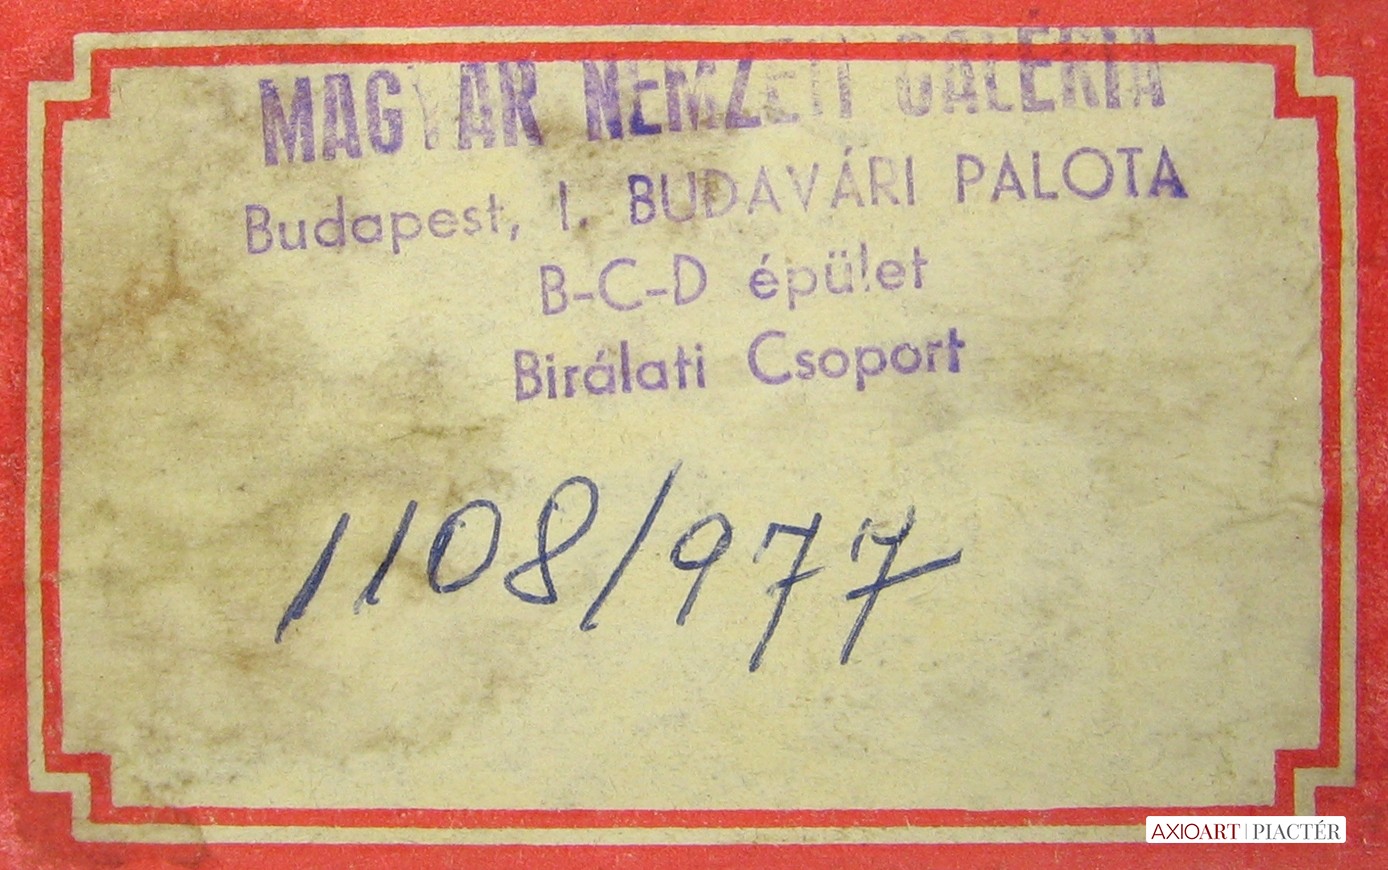 MAGYAR NEMZETI GALÉRIA
Budapest, I. BUDAVÁRI PALOTA
B-C-D épület
Birálati Csoport
1108/977
AXIOART | PIACTÉR